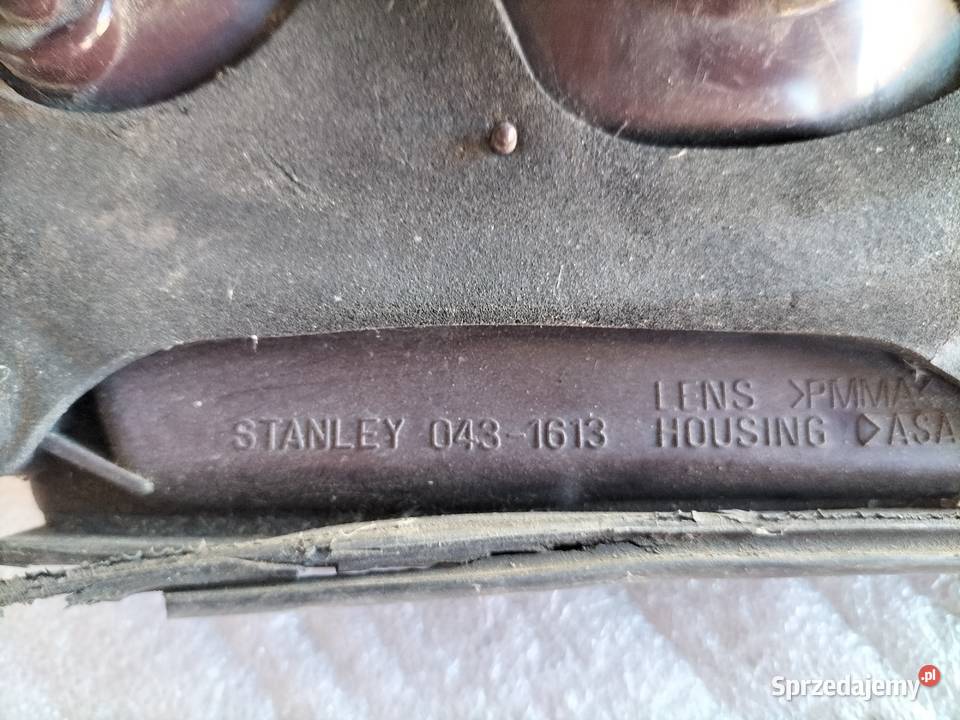 LENS >PMMA<
STANLEY 043-1613 HOUSING >ASA
Sprzedajemy.pl